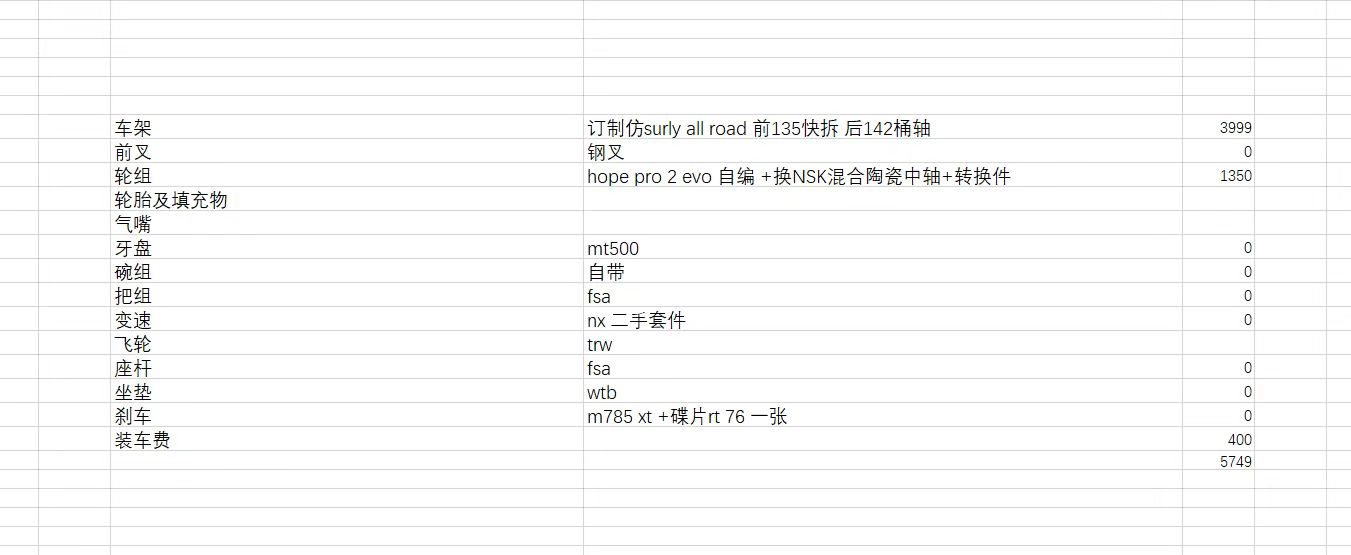 车架 订制仿surly all road 前135快拆 后142桶轴 3999
前叉 钢叉 0
轮组 hope pro 2 evo 自编 +换NSK混合陶瓷中轴+转换件 1350
轮胎及填充物
气嘴
牙盘 mt500 0
碗组 自带 0
把组 fsa 0
变速 nx 二手套件 0
飞轮 trw
座杆 fsa 0
坐垫 wtb 0
刹车 m785 xt +碟片rt 76 一张 0
装车费 400
5749